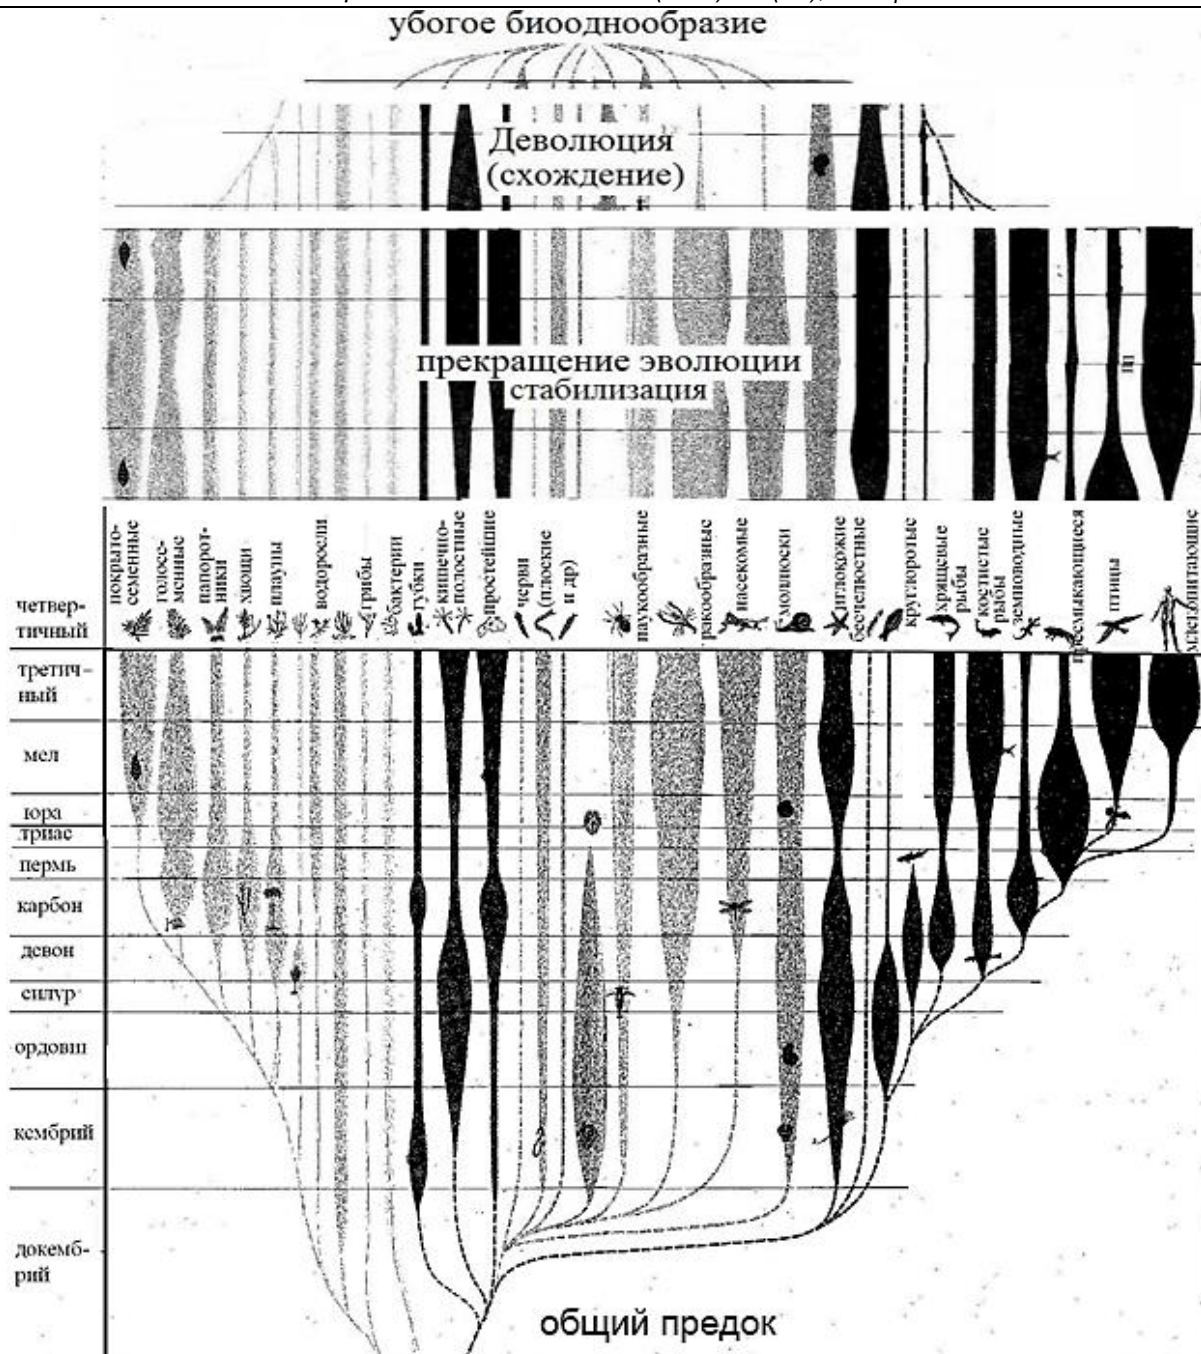 убогое биооднообразие
Деволюция
(схождение)
прекращение эволюции
стабилизация
покрыто-
семенные
голосе-
менные
папорот-
ники
хвощи
плауны
водоросли
грибы
бактерии
губки
кишечно-
полостные
простейшие
черви
(плоские
и др)
паукообразные
ракообразные
насекомые
моллюски
иглокожие
бесчелюстные
круглоротые
хрящевые
рыбы
костистые
рыбы
земноводные
пресмыкающиеся
птицы
млекопитающие
четвер-
тичный
третич-
ный
мел
юра
триас
пермь
карбон
девон
силур
ордовик
кембрий
докемб-
рий
общий предок